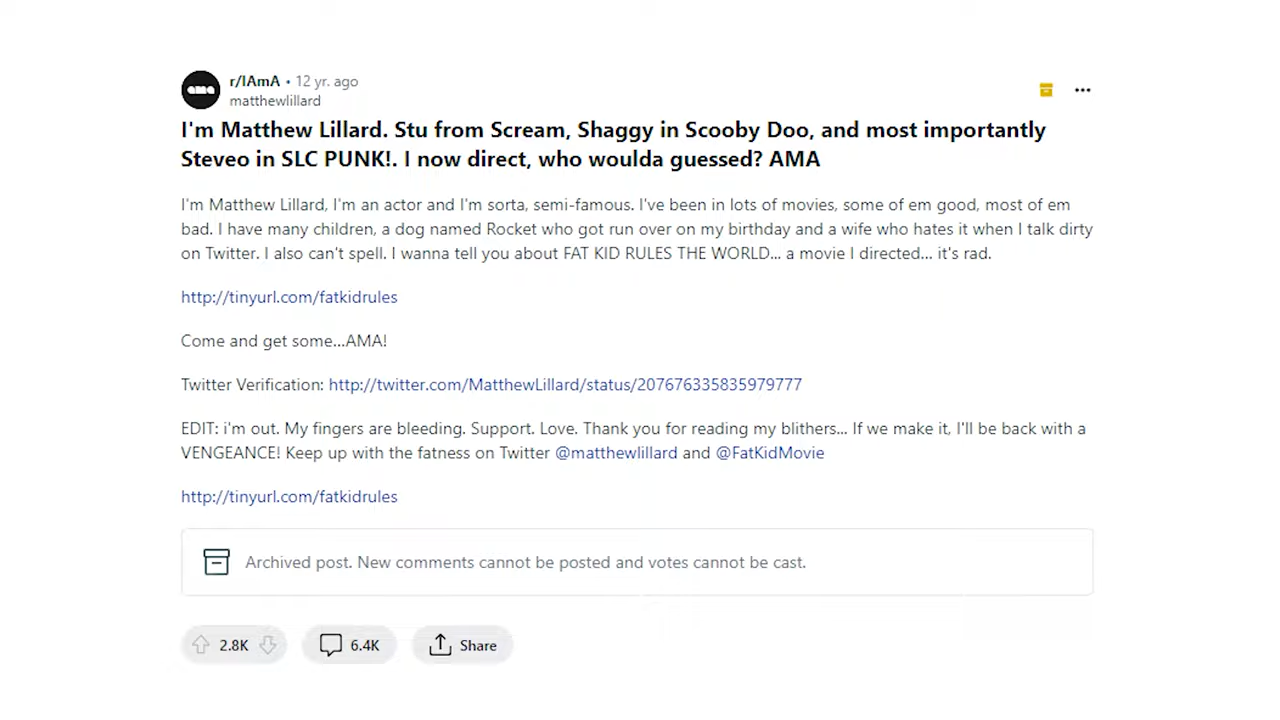 ama
r/IAmA • 12 yr. ago
matthewlillard
I'm Matthew Lillard. Stu from Scream, Shaggy in Scooby Doo, and most importantly
Steveo in SLC PUNK!. I now direct, who woulda guessed? AMA
I'm Matthew Lillard, I'm an actor and I'm sorta, semi-famous. I've been in lots of movies, some of em good, most of em
bad. I have many children, a dog named Rocket who got run over on my birthday and a wife who hates it when I talk dirty
on Twitter. I also can't spell. I wanna tell you about FAT KID RULES THE WORLD... a movie I directed... it's rad.
http://tinyurl.com/fatkidrules
Come and get some...AMA!
Twitter Verification: http://twitter.com/MatthewLillard/status/207676335835979777
EDIT: i'm out. My fingers are bleeding. Support. Love. Thank you for reading my blithers... If we make it, I'll be back with a
VENGEANCE! Keep up with the fatness on Twitter @matthewlillard and @FatKidMovie
http://tinyurl.com/fatkidrules
Archived post. New comments cannot be posted and votes cannot be cast.
2.8K 6.4K Share